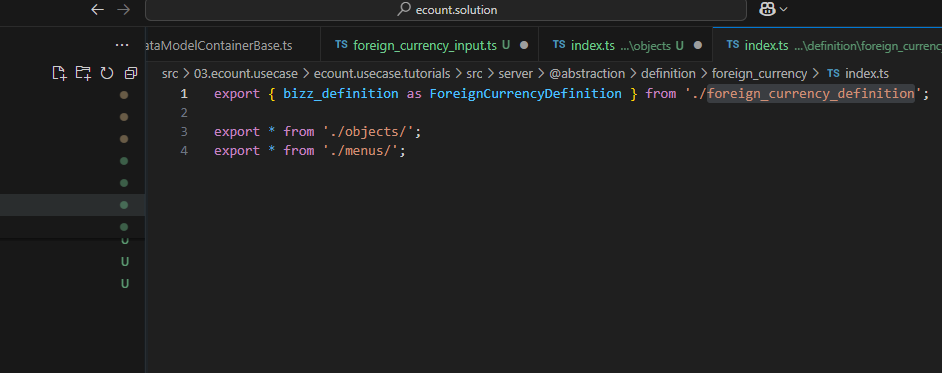 ecount.solution
ataModelContainerBase.ts
TS foreign_currency_input.ts U
TS index.ts ...\objects U
TS index.ts ...\definition\foreign_currenc
src > 03.ecount.usecase > ecount.usecase.tutorials > src > server > @abstraction > definition > foreign_currency > TS index.ts
1 export { bizz_definition as ForeignCurrencyDefinition } from './foreign_currency_definition';
2
3 export * from './objects/';
4 export * from './menus/';
U
U
U